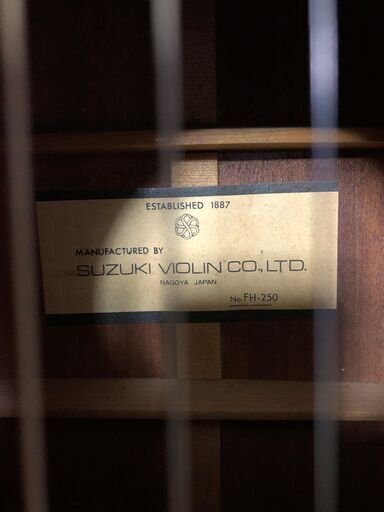 ESTABLISHED 1887
MANUFACTURED BY
SUZUKI VIOLIN CO., LTD.
NAGOYA JAPAN
No. FH-250